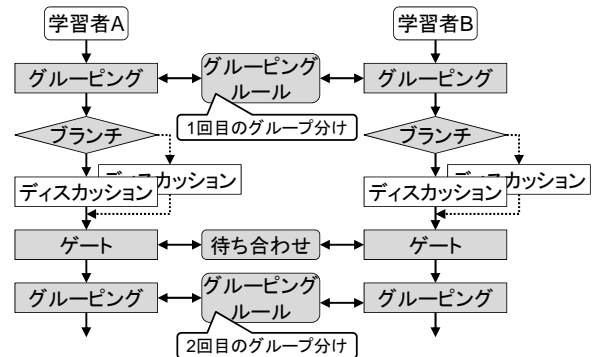 学習者A
学習者B
グルーピング
グルーピング
ルール
グルーピング
1回目のグループ分け
ブランチ
ブランチ
ディスカッション
ディスカッション
ディスカッション
ディスカッション
ゲート
待ち合わせ
ゲート
グルーピング
グルーピング
ルール
グルーピング
2回目のグループ分け